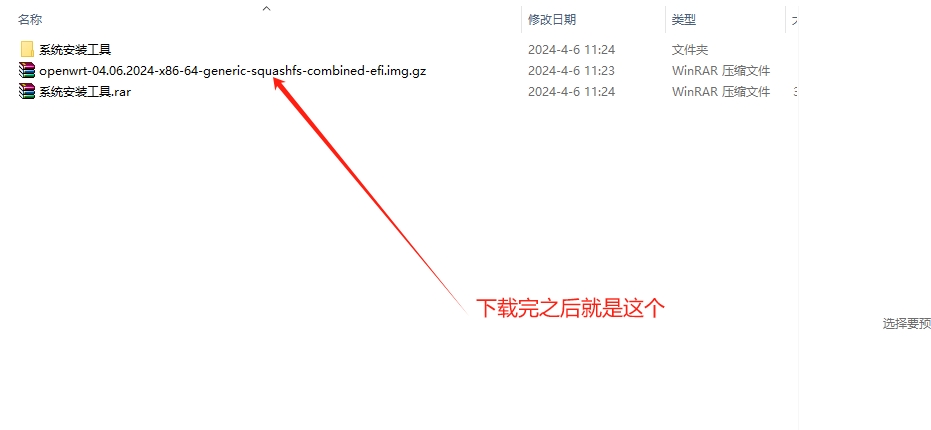 名称 修改日期 类型
系统安装工具 2024-4-6 11:24 文件夹
openwrt-04.06.2024-x86-64-generic-squashfs-combined-efi.img.gz 2024-4-6 11:23 WinRAR 压缩文件
系统安装工具.rar 2024-4-6 11:24 WinRAR 压缩文件
下载完之后就是这个
选择要预